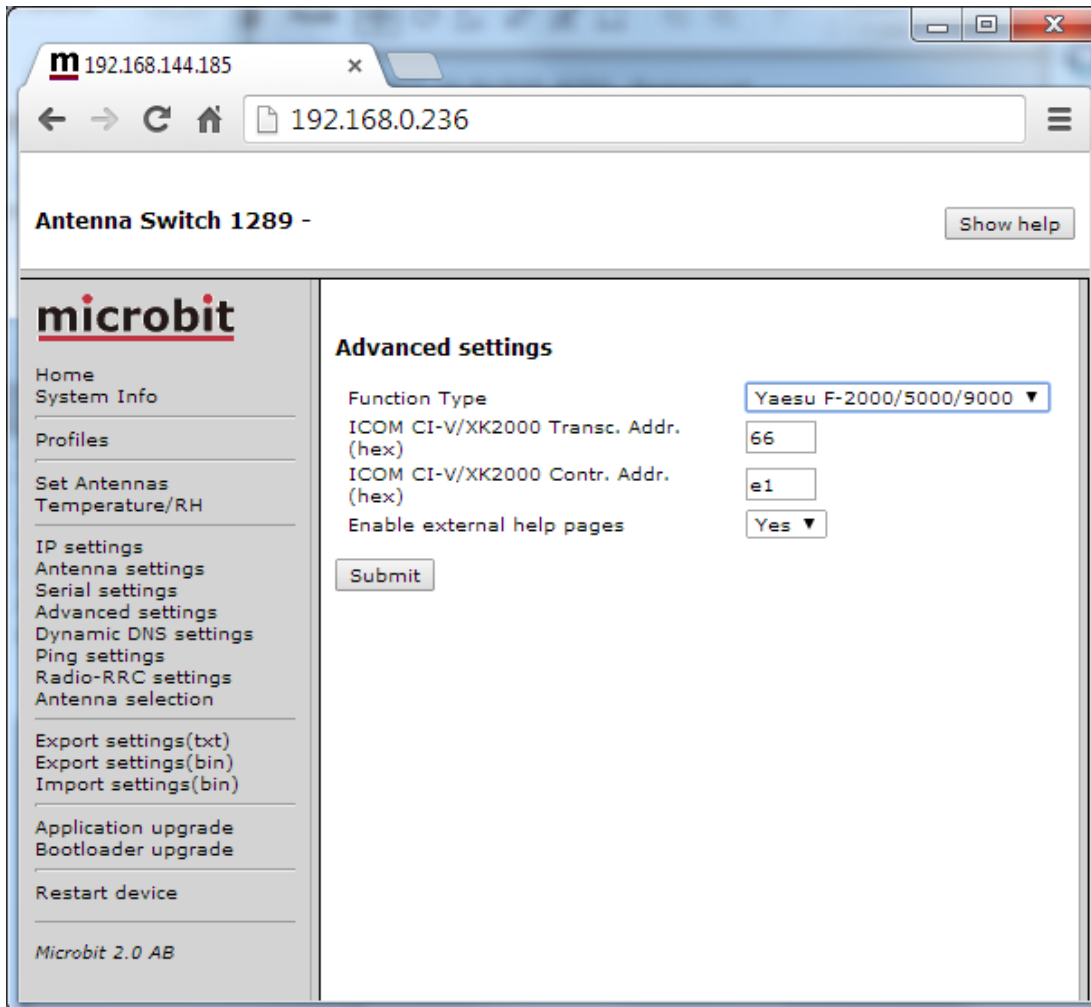 m 192.168.144.185
192.168.0.236
Antenna Switch 1289 -
Show help
microbit
Home
System Info
Profiles
Set Antennas
Temperature/RH
IP settings
Antenna settings
Serial settings
Advanced settings
Dynamic DNS settings
Ping settings
Radio-RRC settings
Antenna selection
Export settings(txt)
Export settings(bin)
Import settings(bin)
Application upgrade
Bootloader upgrade
Restart device
Microbit 2.0 AB
Advanced settings
Function Type Yaesu F-2000/5000/9000
ICOM CI-V/XK2000 Transc. Addr.
(hex) 66
ICOM CI-V/XK2000 Contr. Addr.
(hex) e1
Enable external help pages Yes
Submit